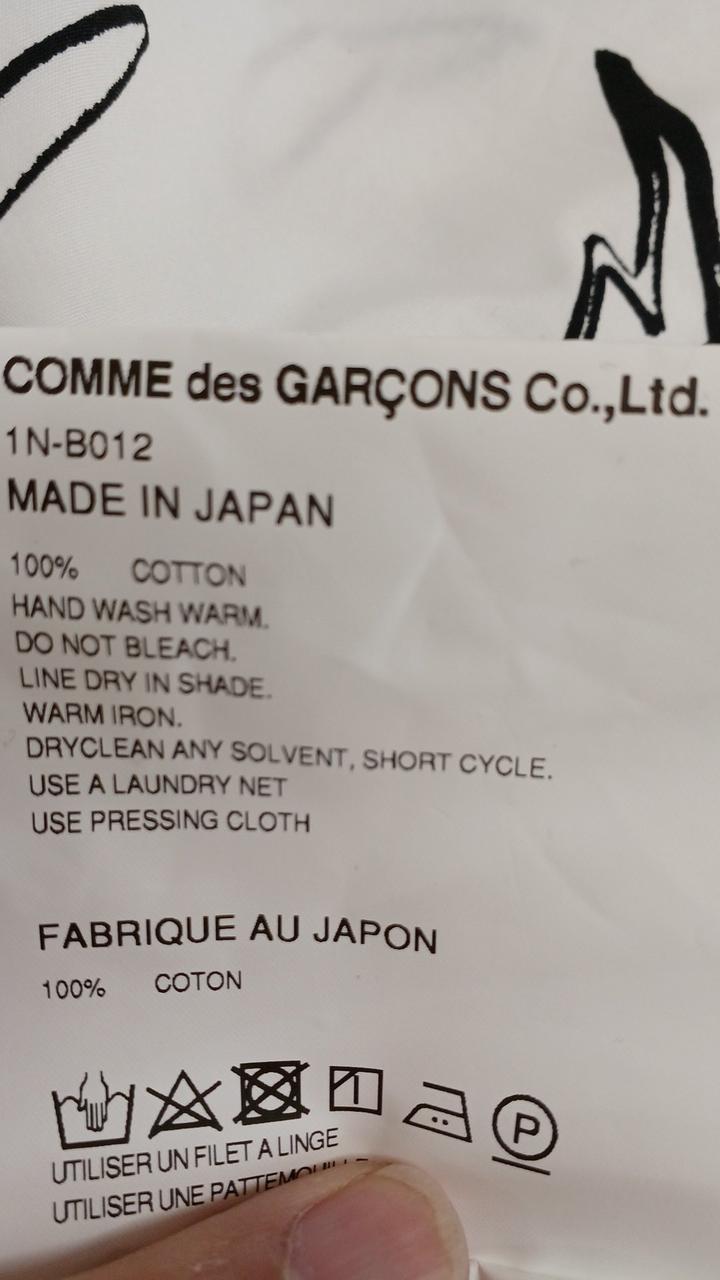 COMME des GARÇONS Co.,Ltd.
1N-B012
MADE IN JAPAN
100% COTTON
HAND WASH WARM.
DO NOT BLEACH.
LINE DRY IN SHADE.
WARM IRON.
DRYCLEAN ANY SOLVENT, SHORT CYCLE.
USE A LAUNDRY NET
USE PRESSING CLOTH
FABRIQUE AU JAPON
100% COTON
P
UTILISER UN FILET A LINGE
UTILISER UNE